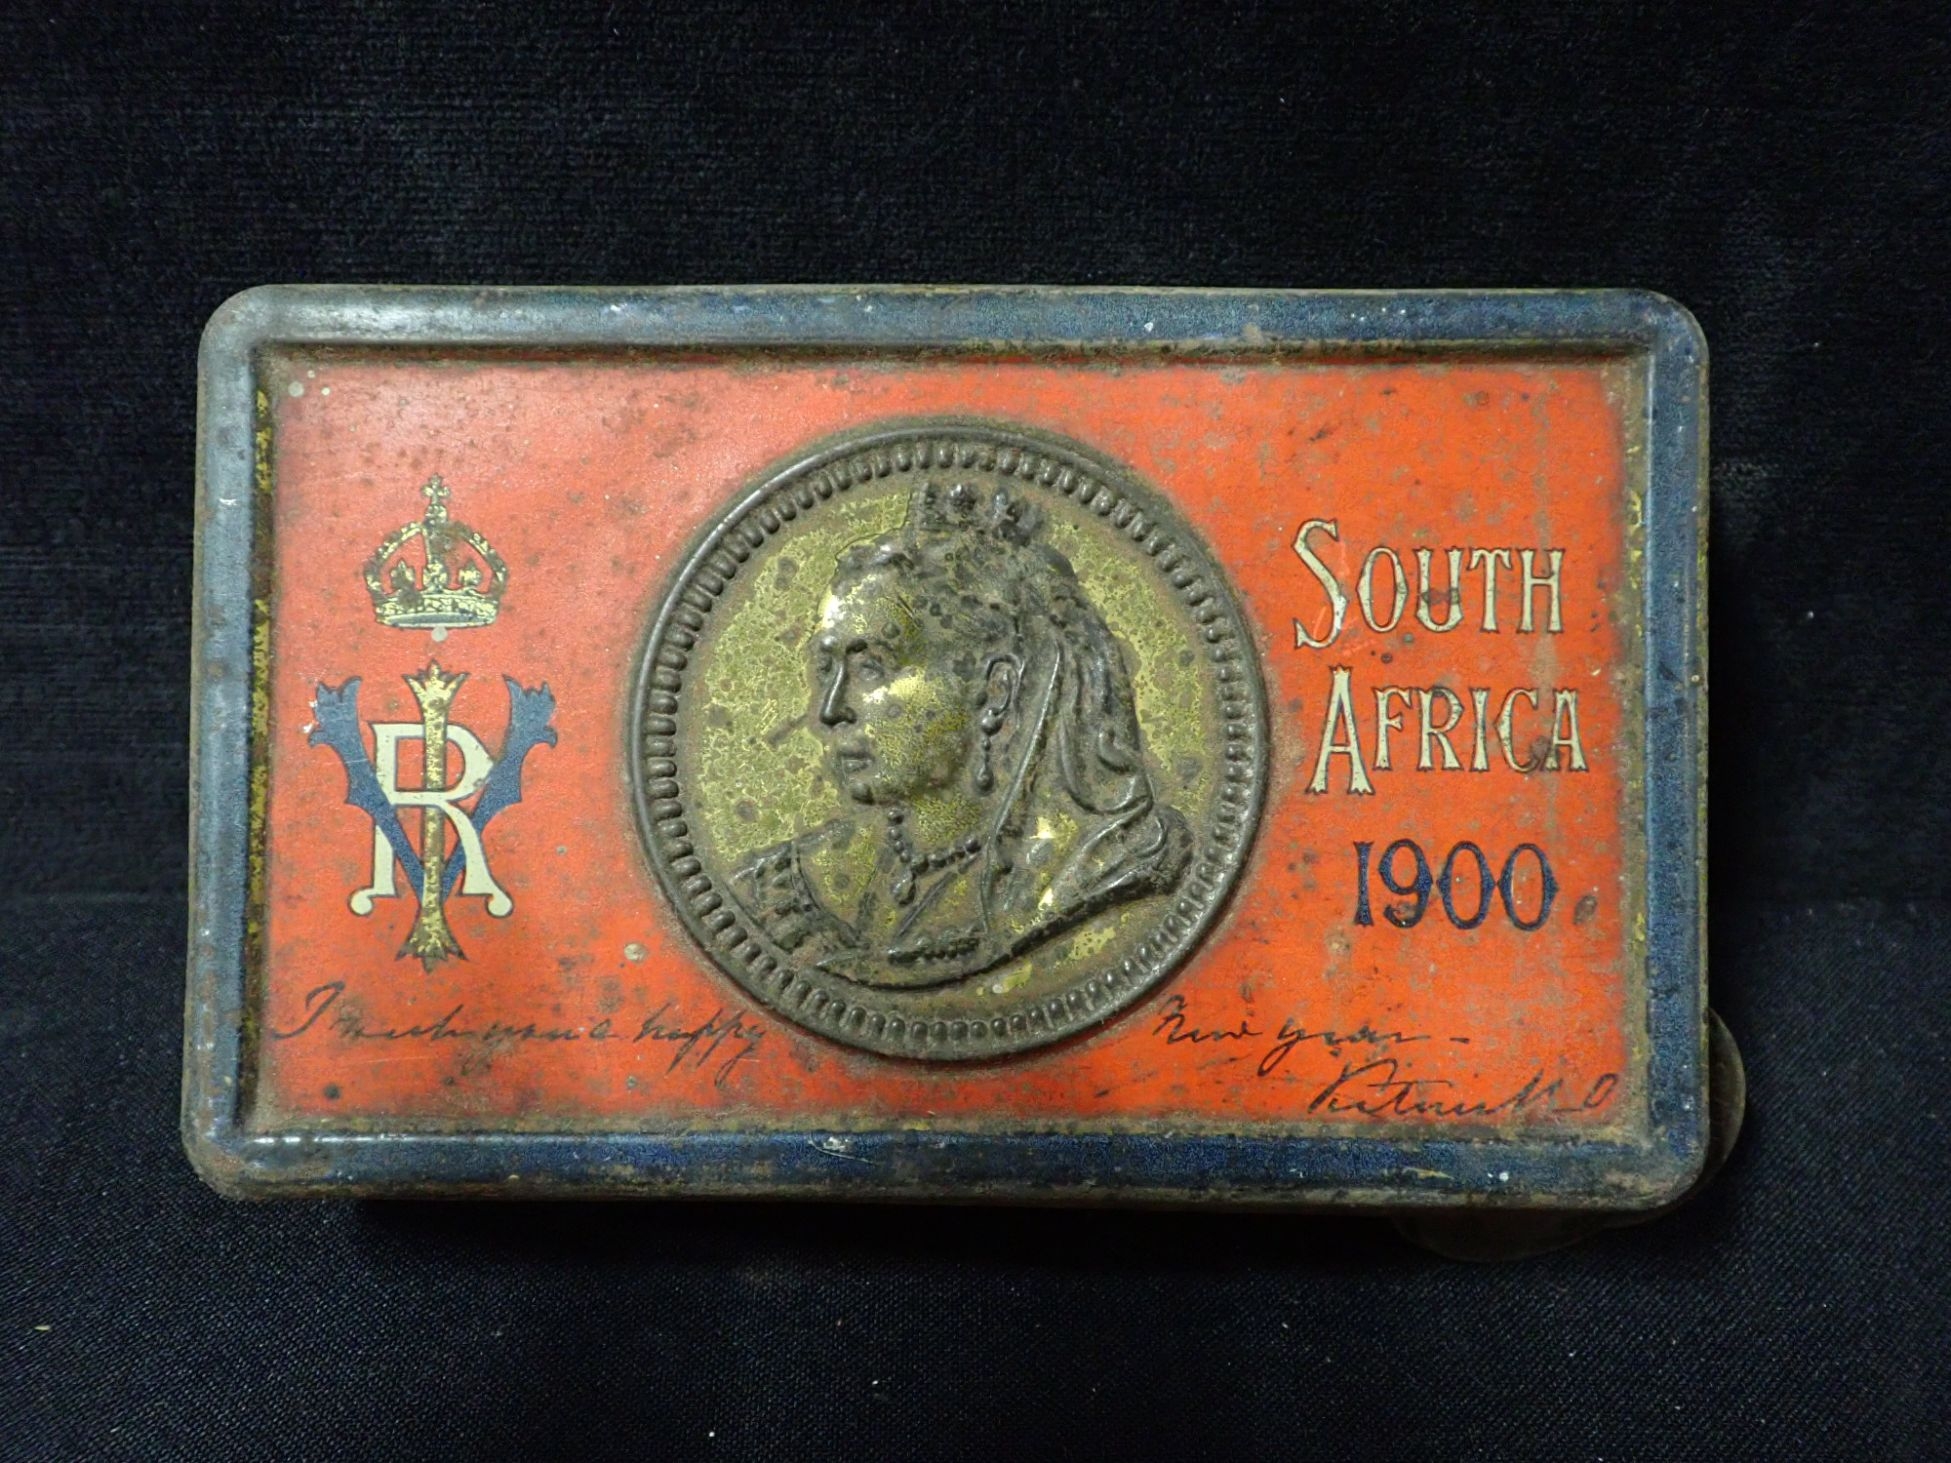 VRI
SOUTH
AFRICA
1900
I wish you a happy New year
Victoria R I